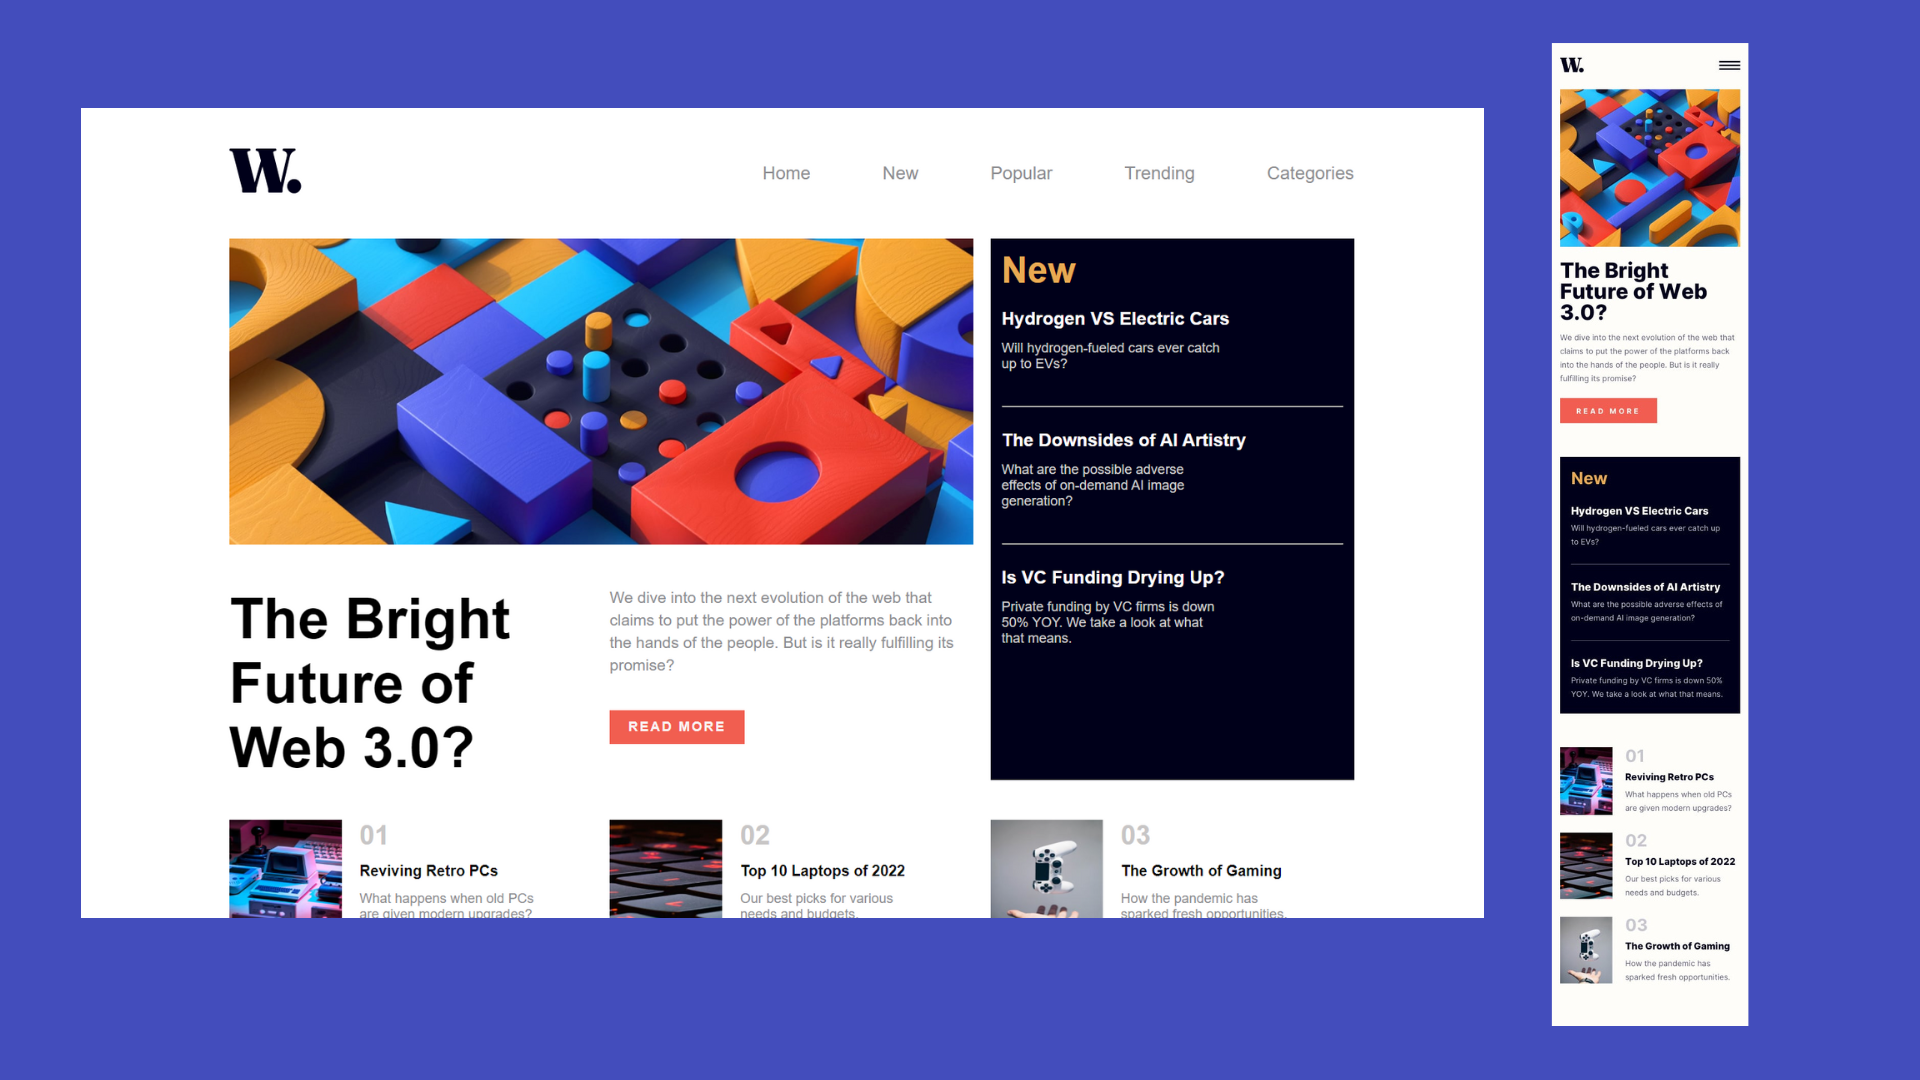 W.
Home New Popular Trending Categories
New
Hydrogen VS Electric Cars
Will hydrogen-fueled cars ever catch
up to EVs?
The Downsides of AI Artistry
What are the possible adverse
effects of on-demand AI image
generation?
Is VC Funding Drying Up?
Private funding by VC firms is down
50% YOY. We take a look at what
that means.
The Bright
Future of
Web 3.0?
We dive into the next evolution of the web that
claims to put the power of the platforms back into
the hands of the people. But is it really fulfilling its
promise?
READ MORE
01
Reviving Retro PCs
What happens when old PCs
are given modern upgrades?
02
Top 10 Laptops of 2022
Our best picks for various
needs and budgets.
03
The Growth of Gaming
How the pandemic has
sparked fresh opportunities.
W.
The Bright
Future of Web
3.0?
We dive into the next evolution of the web that
claims to put the power of the platforms back
into the hands of the people. But is it really
fulfilling its promise?
READ MORE
New
Hydrogen VS Electric Cars
Will hydrogen-fueled cars ever catch up
to EVs?
The Downsides of AI Artistry
What are the possible adverse effects of
on-demand AI image generation?
Is VC Funding Drying Up?
Private funding by VC firms is down 50%
YOY. We take a look at what that means.
01
Reviving Retro PCs
What happens when old PCs
are given modern upgrades?
02
Top 10 Laptops of 2022
Our best picks for various
needs and budgets.
03
The Growth of Gaming
How the pandemic has
sparked fresh opportunities.